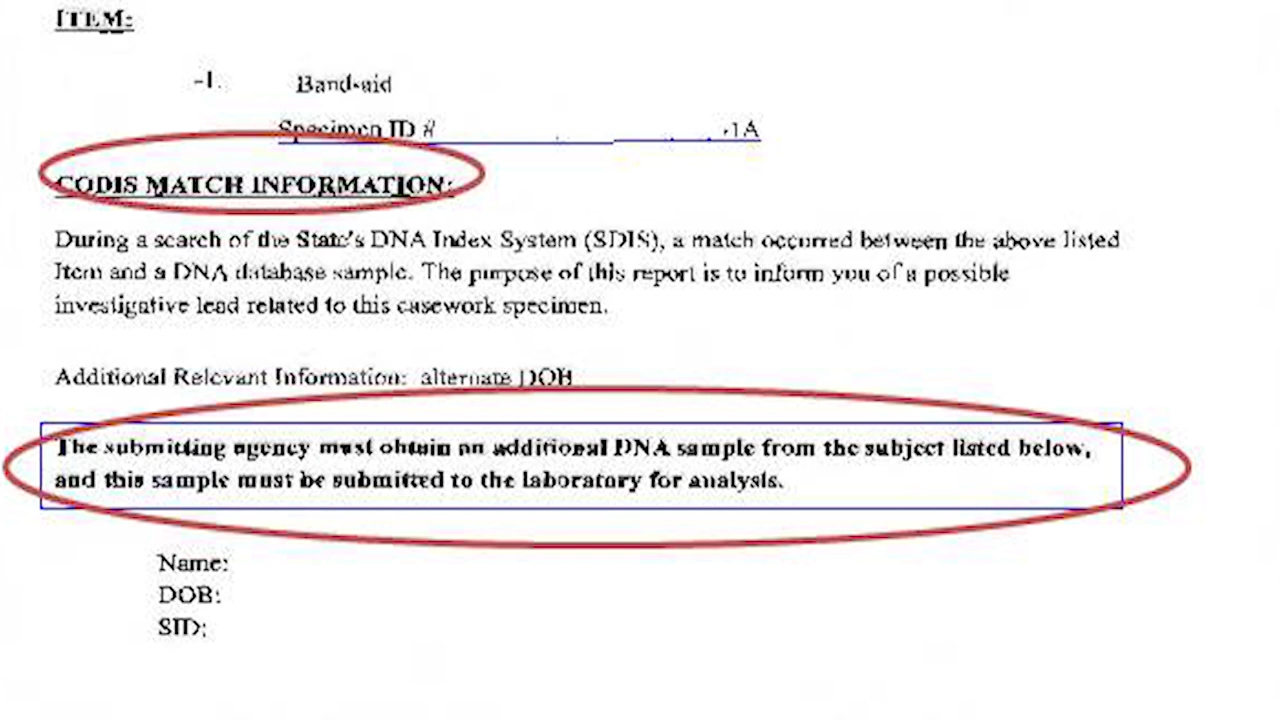 ITEM:
-1. Band-aid
Specimen ID # -1A
CODIS MATCH INFORMATION:
During a search of the State's DNA Index System (SDIS), a match occurred between the above listed
Item and a DNA database sample. The purpose of this report is to inform you of a possible
investigative lead related to this casework specimen.
Additional Relevant Information: alternate DOB
The submitting agency must obtain an additional DNA sample from the subject listed below,
and this sample must be submitted to the laboratory for analysis.
Name:
DOB:
SID: